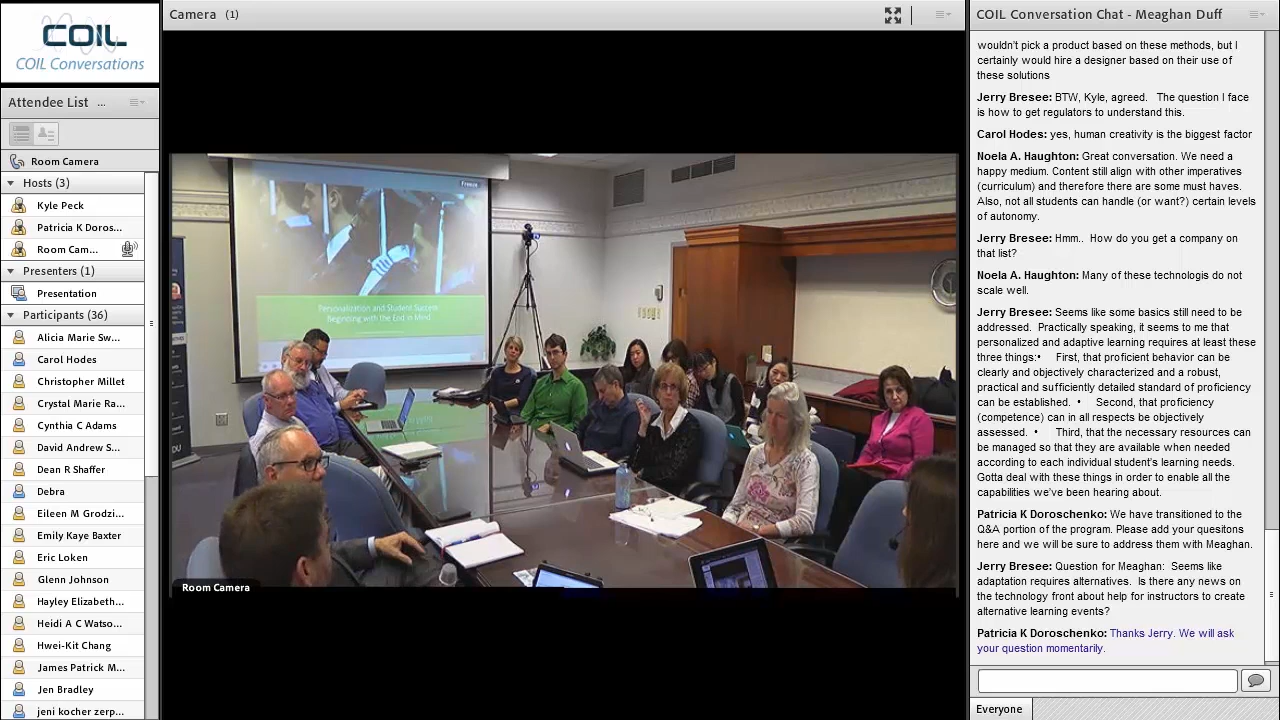 COIL
COIL Conversations
Attendee List ...
Room Camera
Hosts (3)
Kyle Peck
Patricia K Doros...
Room Cam...
Presenters (1)
Presentation
Participants (36)
Alicia Marie Sw...
Carol Hodes
Christopher Millet
Crystal Marie Ra...
Cynthia C Adams
David Andrew S...
Dean R Shaffer
Debra
Eileen M Grodzi...
Emily Kaye Baxter
Eric Loken
Glenn Johnson
Hayley Elizabeth...
Heidi A C Watso...
Hwei-Kit Chang
James Patrick M...
Jen Bradley
jeni kocher zerp...
Camera (1)
Freeze
Personalization and Student Success
Beginning with the End in Mind
Room Camera
COIL Conversation Chat - Meaghan Duff
wouldn't pick a product based on these methods, but I
certainly would hire a designer based on their use of
these solutions
Jerry Bresee: BTW, Kyle, agreed. The question I face
is how to get regulators to understand this.
Carol Hodes: yes, human creativity is the biggest factor
Noela A. Haughton: Great conversation. We need a
happy medium. Content still align with other imperatives
(curriculum) and therefore there are some must haves.
Also, not all students can handle (or want?) certain levels
of autonomy.
Jerry Bresee: Hmm.. How do you get a company on
that list?
Noela A. Haughton: Many of these technologis do not
scale well.
Jerry Bresee: Seems like some basics still need to be
addressed. Practically speaking, it seems to me that
personalized and adaptive learning requires at least these
three things. • First, that proficient behavior can be
clearly and objectively characterized and a robust,
practical and sufficiently detailed standard of proficiency
can be established. • Second, that proficiency
(competence) can in all respects, be objectively
assessed. • Third, that the necessary resources can
be managed so that they are available when needed
according to each individual student's learning needs.
Gotta deal with these things in order to enable all the
capabilities we've been hearing about.
Patricia K Doroschenko: We have transitioned to the
Q&A portion of the program. Please add your quesitons
here and we will be sure to address them with Meaghan.
Jerry Bresee: Question for Meaghan: Seems like
adaptation requires alternatives. Is there any news on
the technology front about help for instructors to create
alternative learning events?
Patricia K Doroschenko: Thanks Jerry. We will ask
your question momentarily.
Everyone